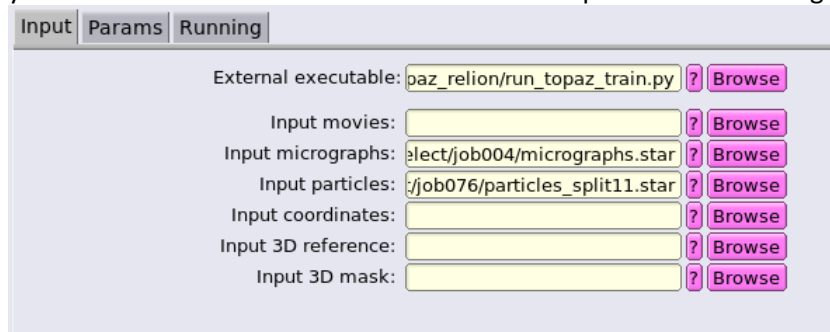 Input Params Running
External executable: paz_relion/run_topaz_train.py ? Browse
Input movies: ? Browse
Input micrographs: elect/job004/micrographs.star ? Browse
Input particles: :/job076/particles_split11.star ? Browse
Input coordinates: ? Browse
Input 3D reference: ? Browse
Input 3D mask: ? Browse